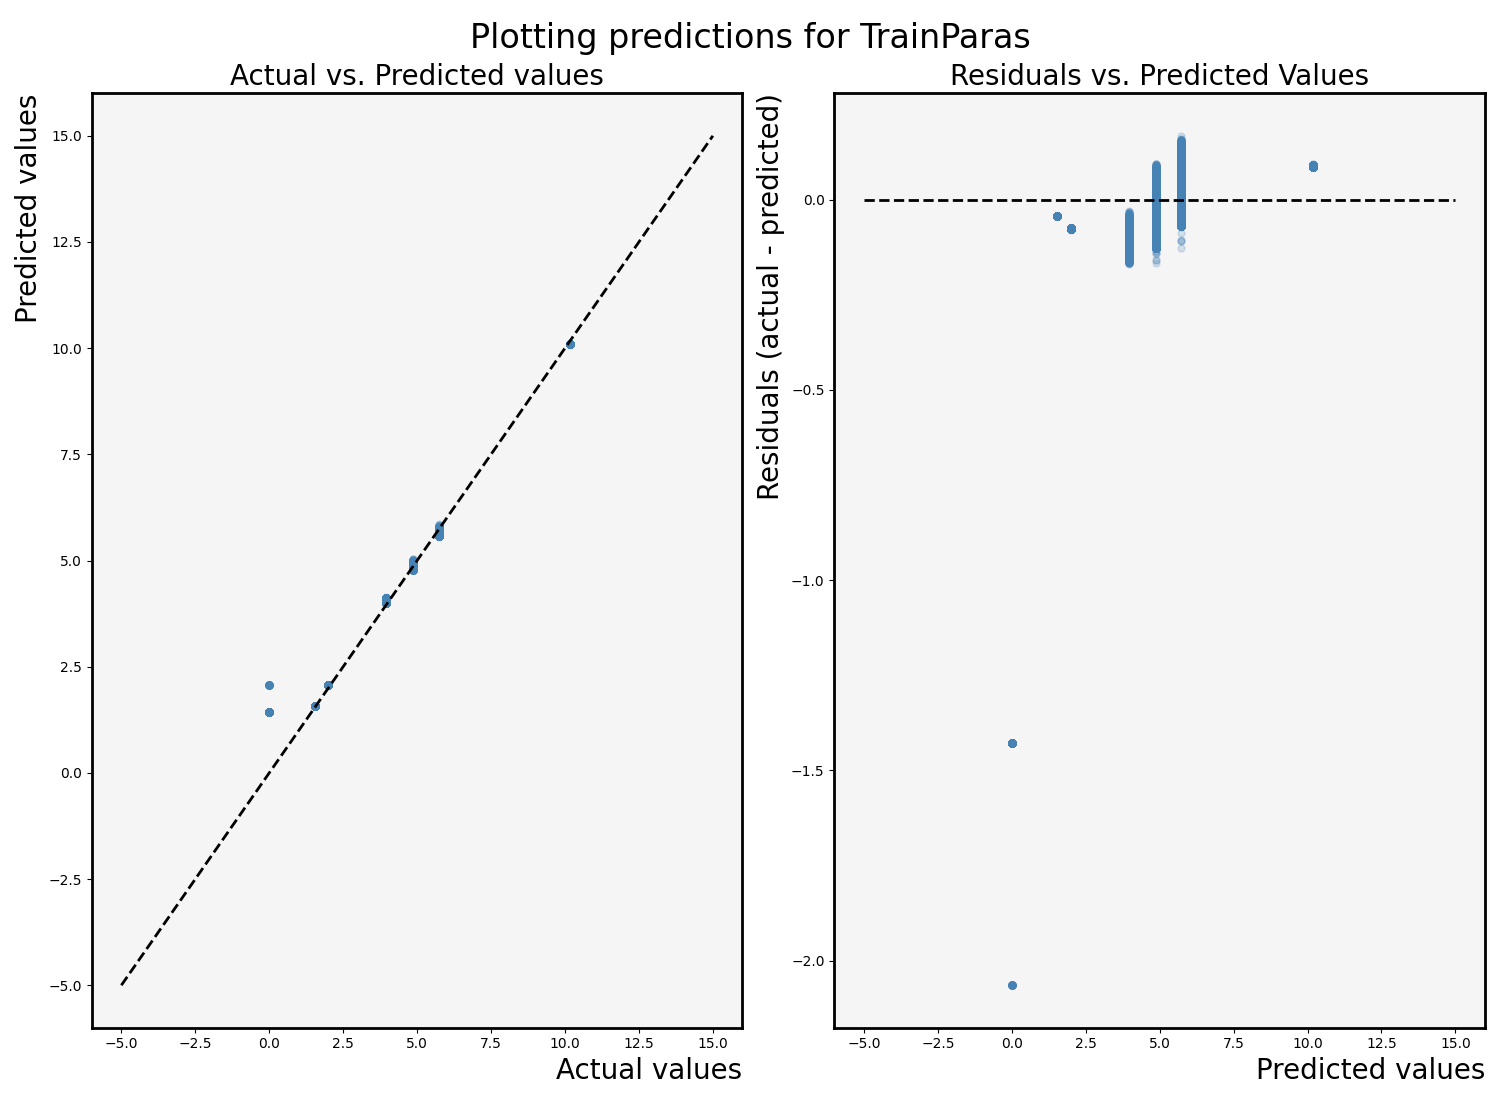 Plotting predictions for TrainParas
Actual vs. Predicted values
Predicted values
15.0
12.5
10.0
7.5
5.0
2.5
0.0
−2.5
−5.0
−5.0 −2.5 0.0 2.5 5.0 7.5 10.0 12.5 15.0
Actual values
Residuals vs. Predicted Values
Residuals (actual - predicted)
0.0
−0.5
−1.0
−1.5
−2.0
−5.0 −2.5 0.0 2.5 5.0 7.5 10.0 12.5 15.0
Predicted values